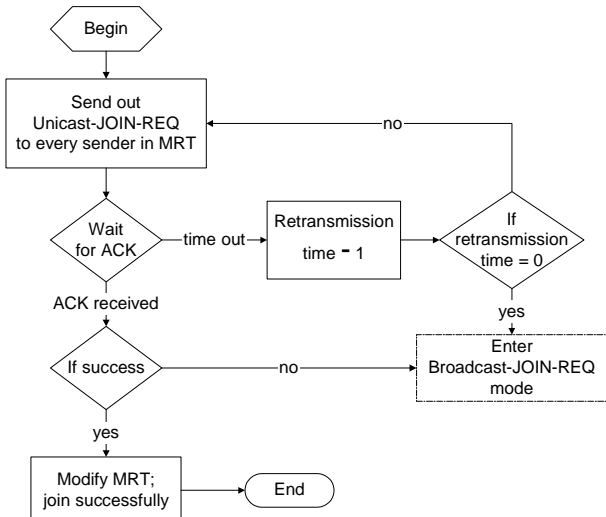 Begin
Send out
Unicast-JOIN-REQ
to every sender in MRT
no
Wait
for ACK
time out
Retransmission
time - 1
If
retransmission
time = 0
ACK received
yes
If success
no
Enter
Broadcast-JOIN-REQ
mode
yes
Modify MRT;
join successfully
End